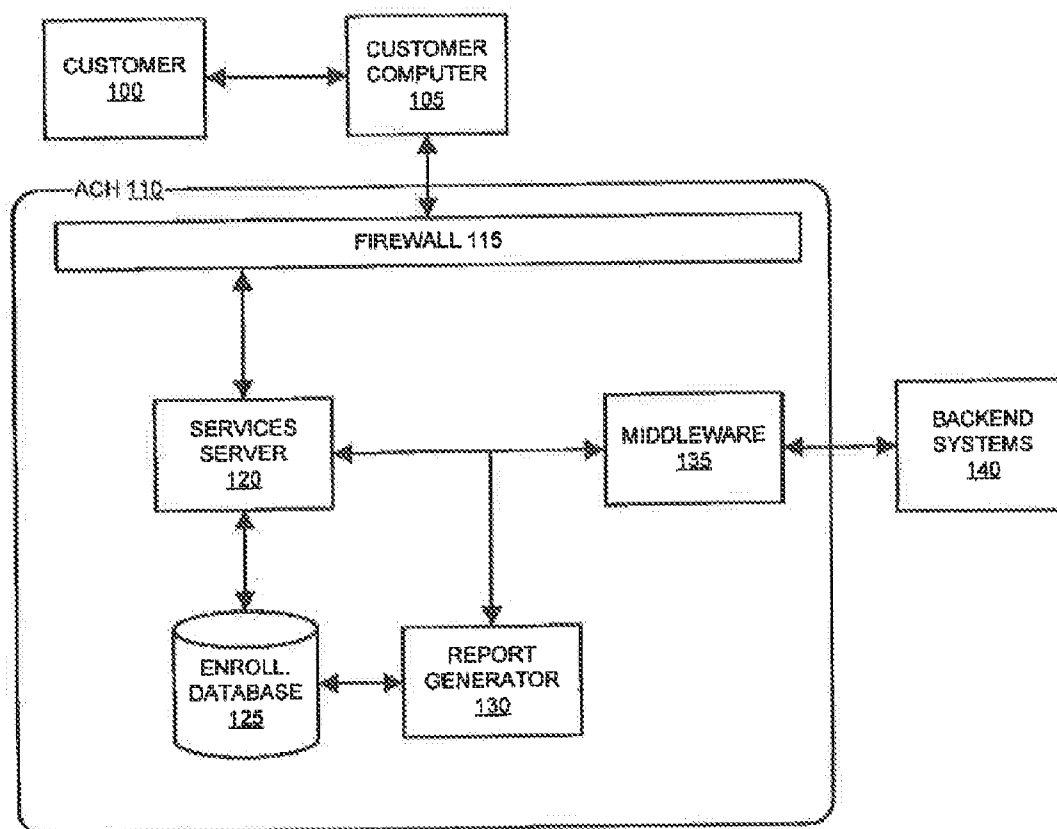 CUSTOMER
100
CUSTOMER
COMPUTER
105
ACH 110
FIREWALL 115
SERVICES
SERVER
120
MIDDLEWARE
135
BACKEND
SYSTEMS
140
ENROLL.
DATABASE
125
REPORT
GENERATOR
130